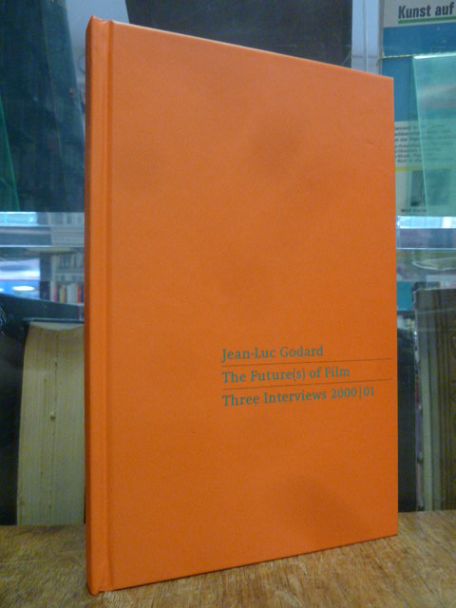 Kunst auf
Jean-Luc Godard
The Future(s) of Film
Three Interviews 2000|01